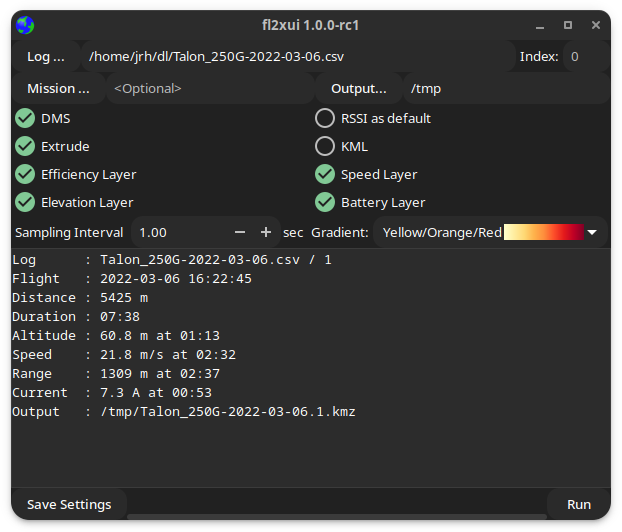 fl2xui 1.0.0-rc1
Log ... /home/jrh/dl/Talon_250G-2022-03-06.csv Index: 0
Mission ... <Optional> Output... /tmp
DMS RSSI as default
Extrude KML
Efficiency Layer Speed Layer
Elevation Layer Battery Layer
Sampling Interval 1.00 − + sec Gradient: Yellow/Orange/Red
Log : Talon_250G-2022-03-06.csv / 1
Flight : 2022-03-06 16:22:45
Distance : 5425 m
Duration : 07:38
Altitude : 60.8 m at 01:13
Speed : 21.8 m/s at 02:32
Range : 1309 m at 02:37
Current : 7.3 A at 00:53
Output : /tmp/Talon_250G-2022-03-06.1.kmz
Save Settings Run